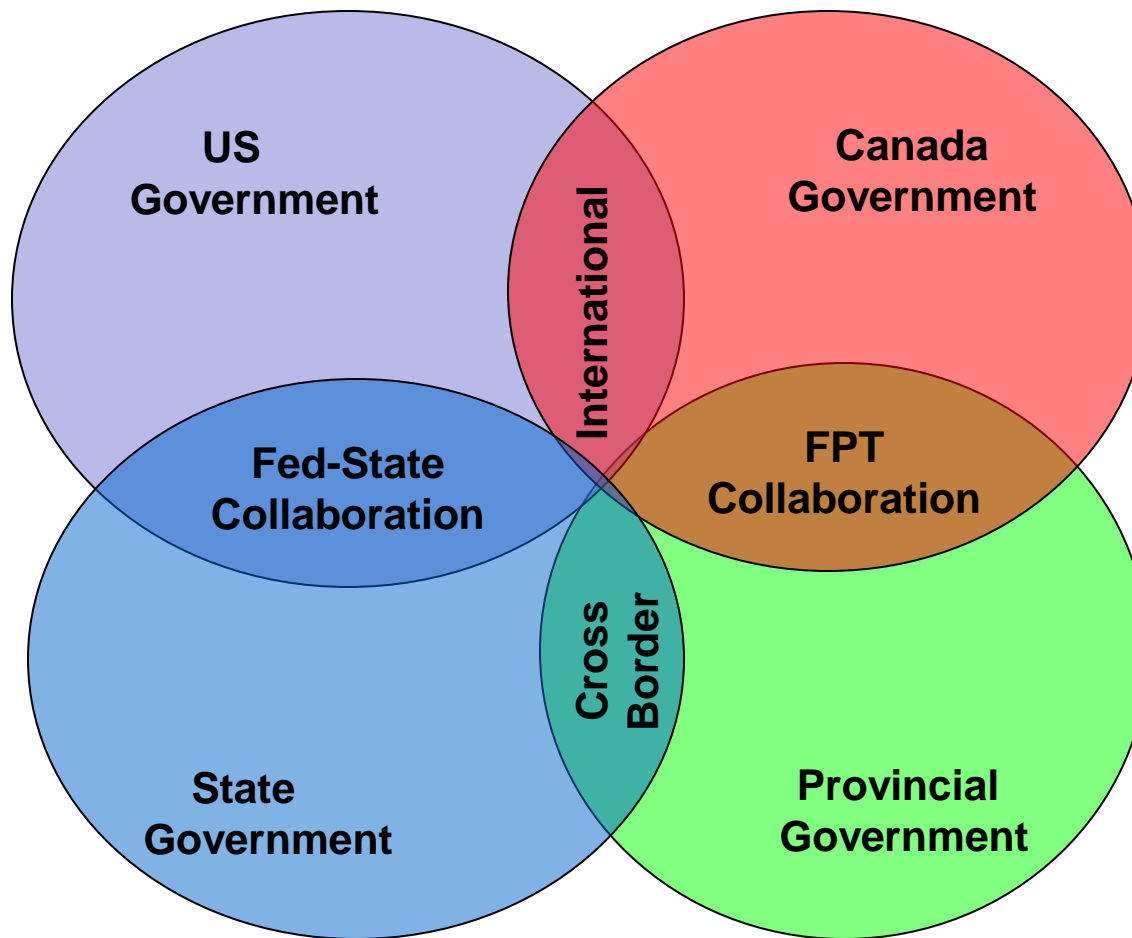 US
Government
Canada
Government
International
Fed-State
Collaboration
FPT
Collaboration
Cross
Border
State
Government
Provincial
Government